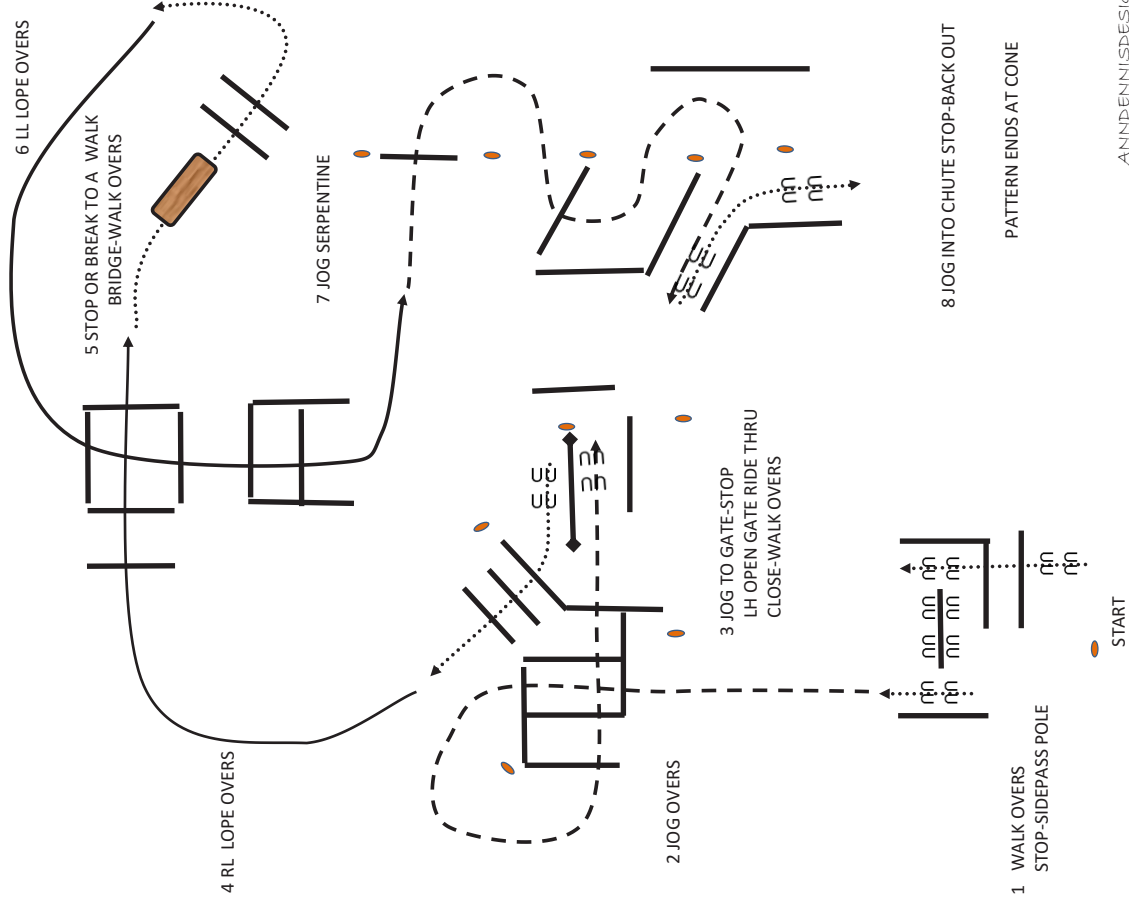 1 WALK OVERS
STOP-SIDEPASS POLE
START
2 JOG OVERS
3 JOG TO GATE-STOP
LH OPEN GATE RIDE THRU
CLOSE-WALK OVERS
4 RL LOPE OVERS
5 STOP OR BREAK TO A WALK
BRIDGE-WALK OVERS
6 LL LOPE OVERS
7 JOG SERPENTINE
8 JOG INTO CHUTE STOP-BACK OUT
PATTERN ENDS AT CONE